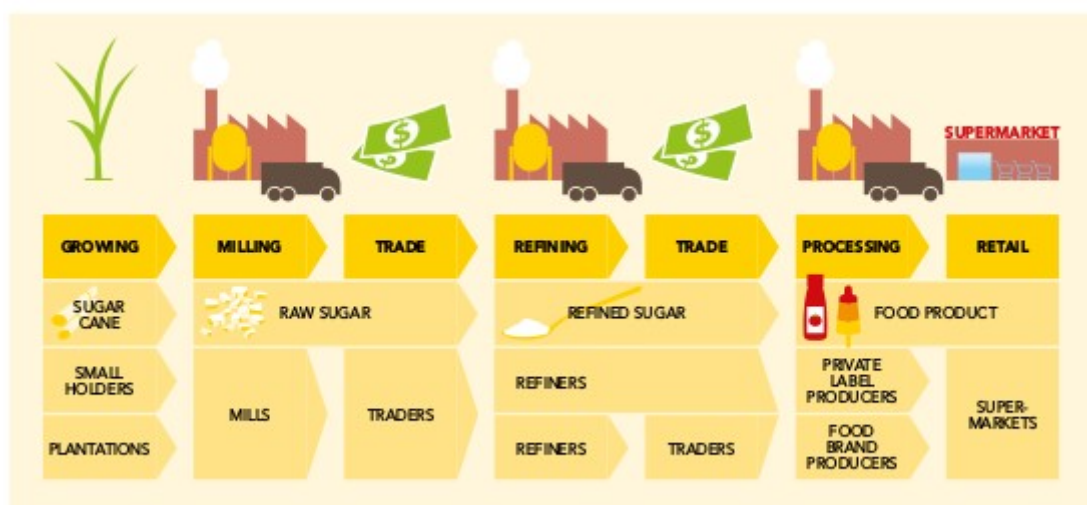 $
$
SUPERMARKET
GROWING
MILLING
TRADE
REFINING
TRADE
PROCESSING
RETAIL
SUGAR
CANE
RAW SUGAR
REFINED SUGAR
FOOD PRODUCT
SMALL
HOLDERS
PLANTATIONS
MILLS
TRADERS
REFINERS
REFINERS
TRADERS
PRIVATE
LABEL
PRODUCERS
FOOD
BRAND
PRODUCERS
SUPER-
MARKETS